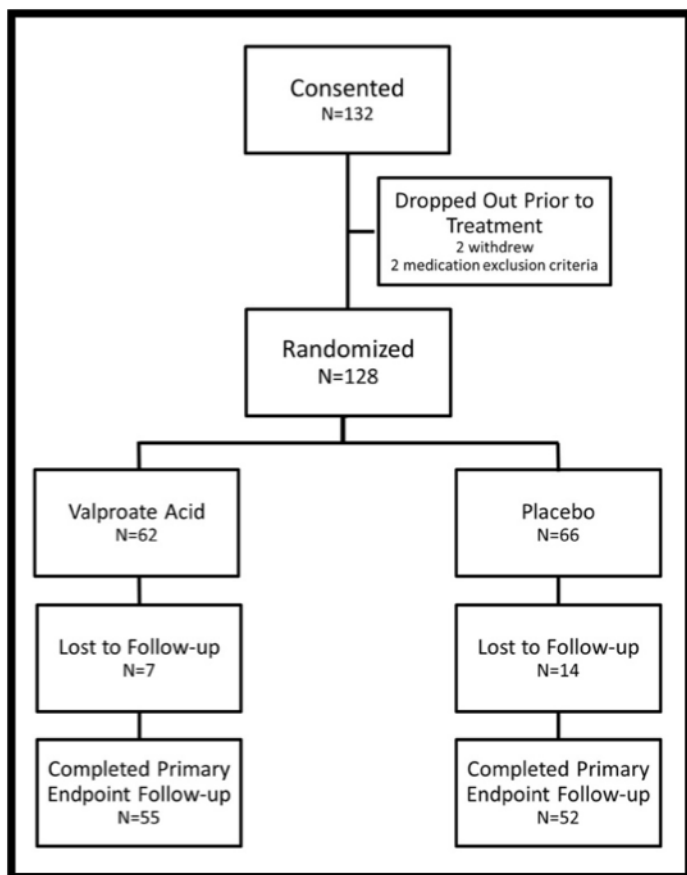 Consented
N=132
Dropped Out Prior to
Treatment
2 withdrew
2 medication exclusion criteria
Randomized
N=128
Valproate Acid
N=62
Placebo
N=66
Lost to Follow-up
N=7
Lost to Follow-up
N=14
Completed Primary
Endpoint Follow-up
N=55
Completed Primary
Endpoint Follow-up
N=52